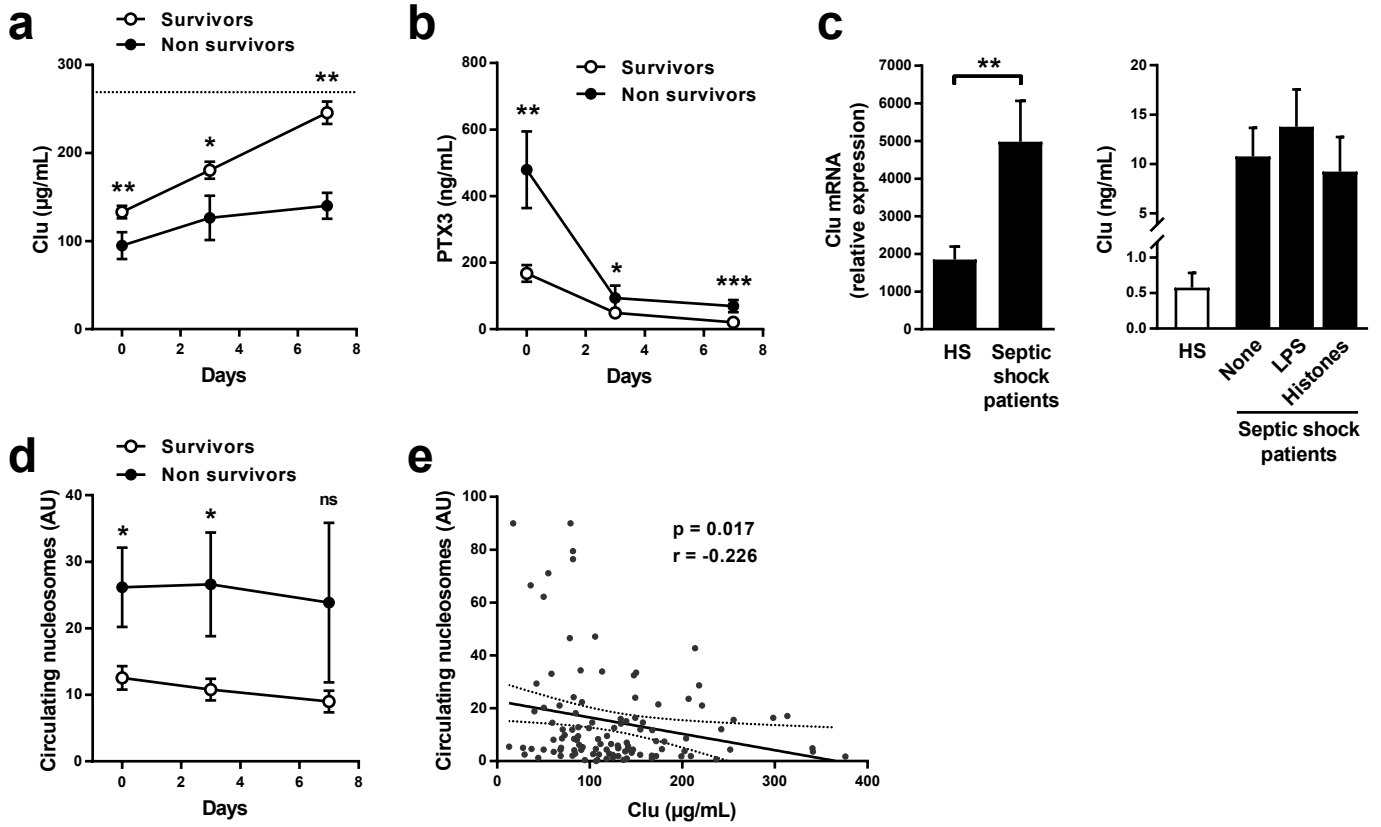 a
Survivors
Non survivors
300
200
100
0
Clu (µg/mL)
**
*
**
0 2 4 6 8
Days
b
Survivors
Non survivors
800
600
400
200
0
PTX3 (ng/mL)
**
*
***
0 2 4 6 8
Days
c
7000
6000
5000
4000
3000
2000
1000
0
Clu mRNA
(relative expression)
**
HS
Septic
shock
patients
20
15
10
5
1.0
0.5
0.0
Clu (ng/mL)
HS
None
LPS
Histones
Septic shock
patients
d
Survivors
Non survivors
40
30
20
10
0
Circulating nucleosomes (AU)
*
*
ns
0 2 4 6 8
Days
e
100
80
60
40
20
0
Circulating nucleosomes (AU)
p = 0.017
r = -0.226
0 100 200 300 400
Clu (µg/mL)